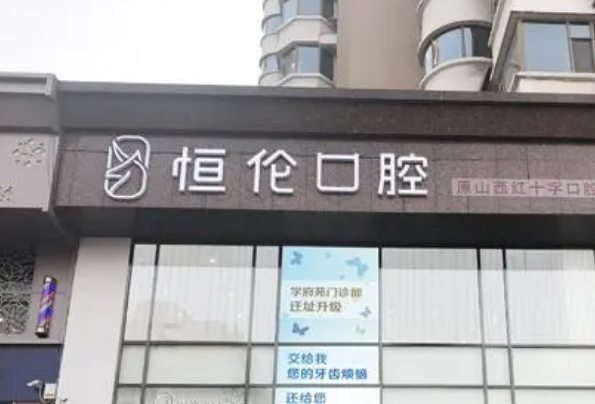 恒伦口腔
原山西红十字口腔
学府苑门诊部
迁址升级
交给我
您的牙齿烦恼
还给您